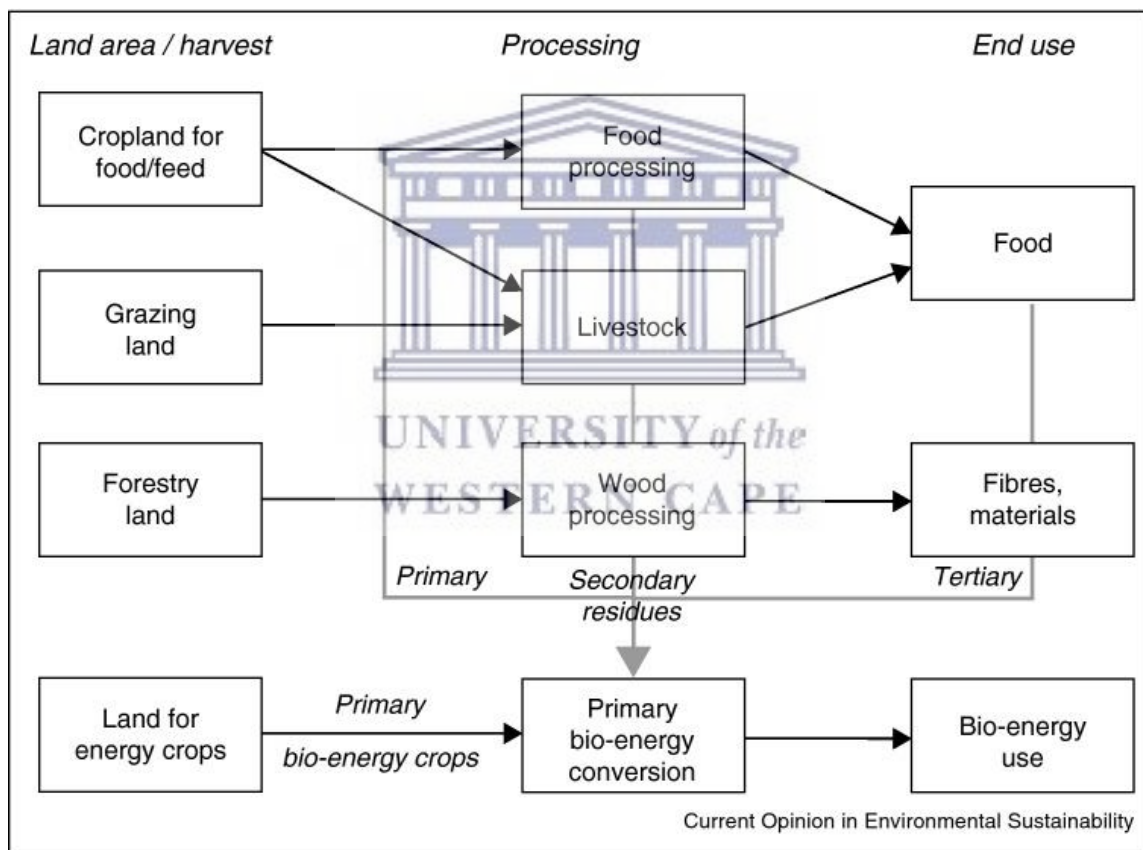 Land area / harvest
Processing
End use
Cropland for
food/feed
Food
processing
Food
Grazing
land
Livestock
UNIVERSITY of the
WESTERN CAPE
Forestry
land
Wood
processing
Fibres,
materials
Primary
Secondary
residues
Tertiary
Land for
energy crops
Primary
bio-energy crops
Primary
bio-energy
conversion
Bio-energy
use
Current Opinion in Environmental Sustainability